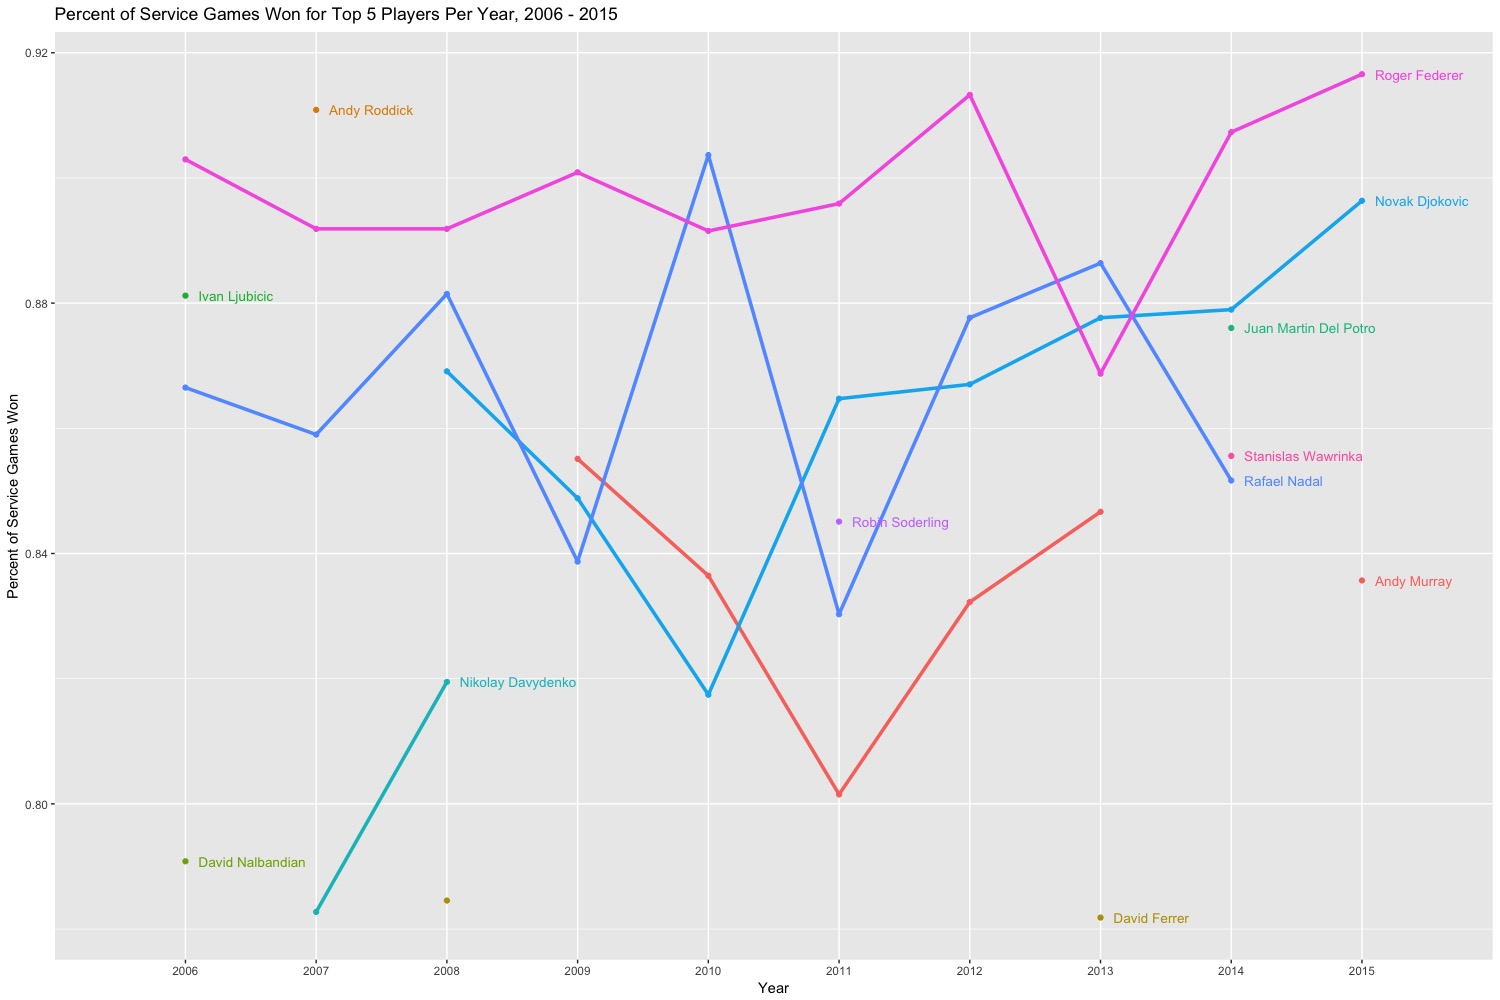 Percent of Service Games Won for Top 5 Players Per Year, 2006 - 2015
Percent of Service Games Won
0.92
0.88
0.84
0.80
Roger Federer
Andy Roddick
Novak Djokovic
Ivan Ljubicic
Juan Martin Del Potro
Stanislas Wawrinka
Rafael Nadal
Robin Soderling
Andy Murray
Nikolay Davydenko
David Nalbandian
David Ferrer
2006 2007 2008 2009 2010 2011 2012 2013 2014 2015
Year